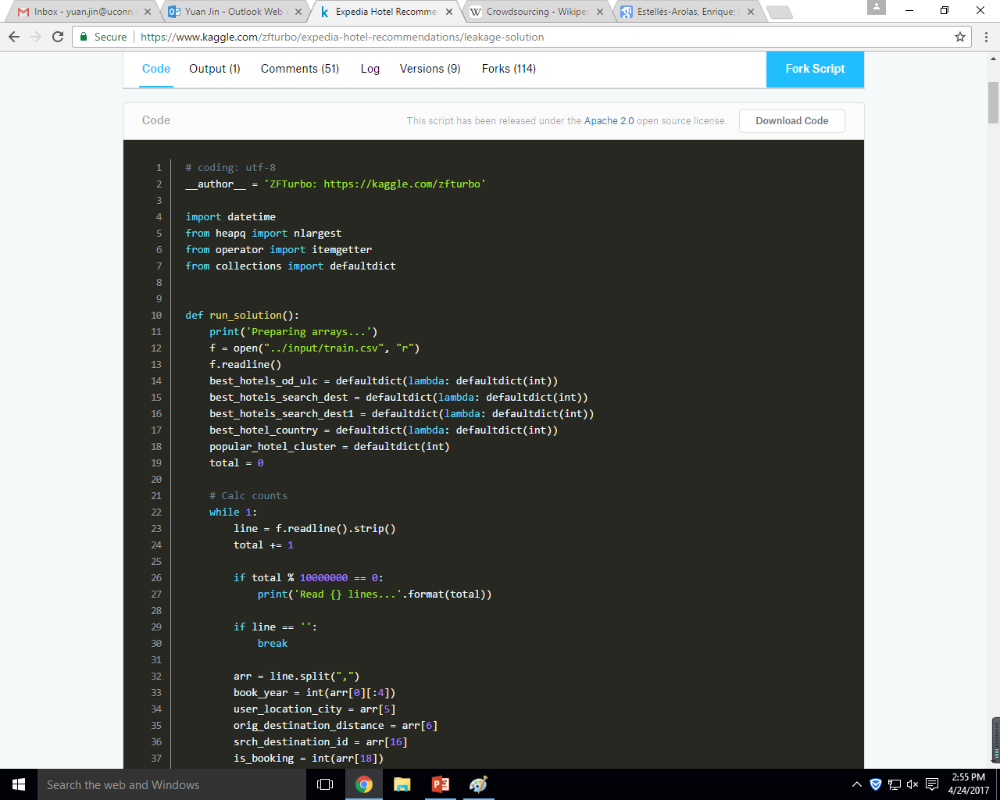 Inbox - yuan.jin@uconn.e
Yuan Jin - Outlook Web A
Expedia Hotel Recomme
Crowdsourcing - Wikipe
Estellés-Arolas, Enrique;
Secure
https://www.kaggle.com/zfturbo/expedia-hotel-recommendations/leakage-solution
Code Output (1) Comments (51) Log Versions (9) Forks (114) Fork Script
Code This script has been released under the Apache 2.0 open source license. Download Code
1 # coding: utf-8
2 __author__ = 'ZFTurbo: https://kaggle.com/zfturbo'
3
4 import datetime
5 from heapq import nlargest
6 from operator import itemgetter
7 from collections import defaultdict
8
9
10 def run_solution():
11     print('Preparing arrays...')
12     f = open("../input/train.csv", "r")
13     f.readline()
14     best_hotels_od_ulc = defaultdict(lambda: defaultdict(int))
15     best_hotels_search_dest = defaultdict(lambda: defaultdict(int))
16     best_hotels_search_dest1 = defaultdict(lambda: defaultdict(int))
17     best_hotel_country = defaultdict(lambda: defaultdict(int))
18     popular_hotel_cluster = defaultdict(int)
19     total = 0
20
21     # Calc counts
22     while 1:
23         line = f.readline().strip()
24         total += 1
25
26         if total % 10000000 == 0:
27             print('Read {} lines...'.format(total))
28
29         if line == '':
30             break
31
32         arr = line.split(",")
33         book_year = int(arr[0][:4])
34         user_location_city = arr[5]
35         orig_destination_distance = arr[6]
36         srch_destination_id = arr[16]
37         is_booking = int(arr[18])
Search the web and Windows
2:55 PM
4/24/2017